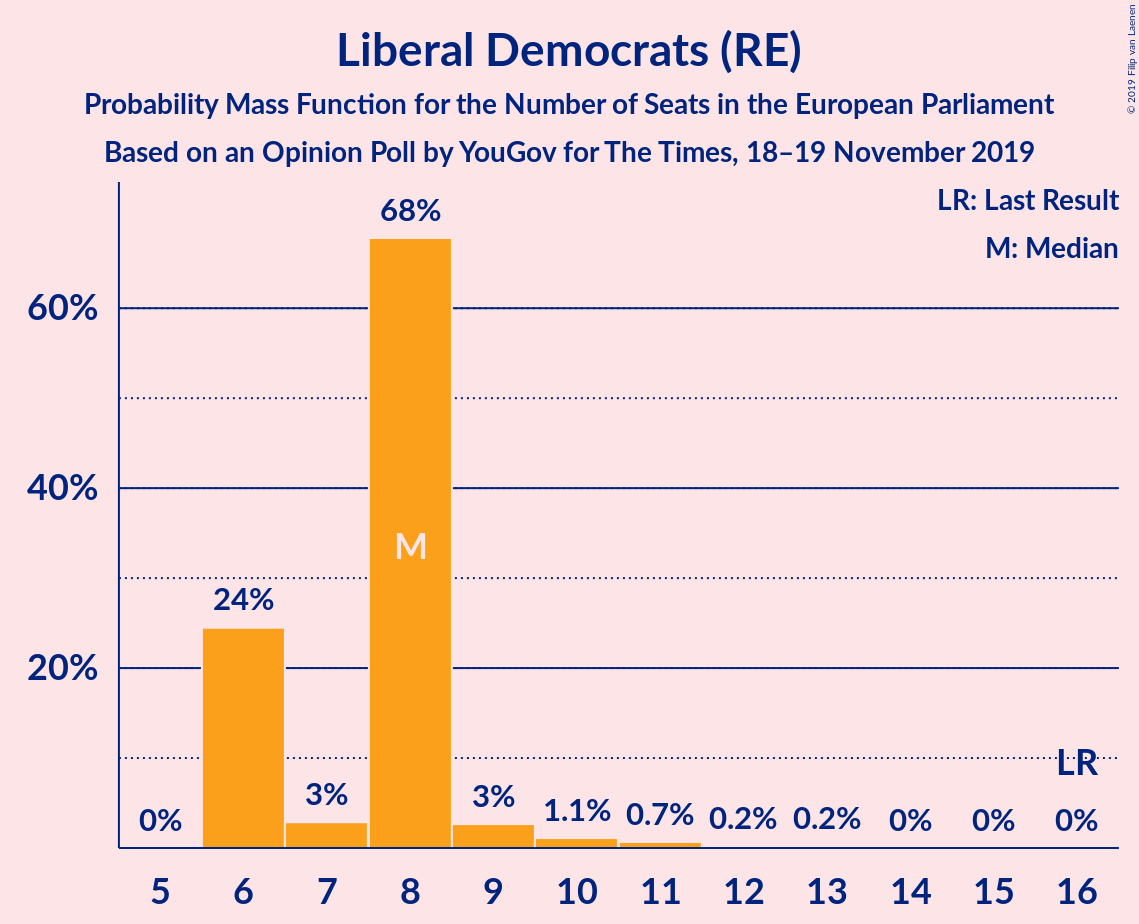 Liberal Democrats (RE)
Probability Mass Function for the Number of Seats in the European Parliament
Based on an Opinion Poll by YouGov for The Times, 18–19 November 2019
© 2019 Filip van Laenen
LR: Last Result
M: Median
60%
40%
20%
0%
24%
3%
68%
M
3%
1.1%
0.7%
0.2%
0.2%
0%
0%
LR
0%
5 6 7 8 9 10 11 12 13 14 15 16